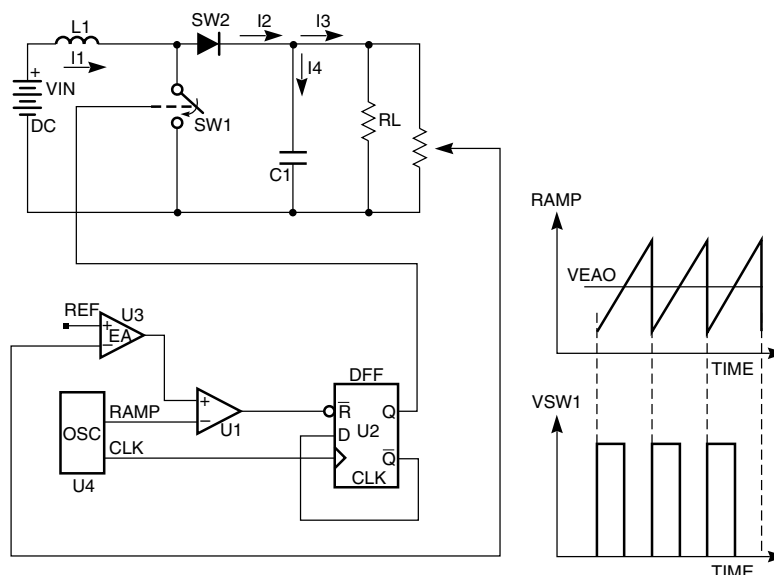 L1
SW2
I2
I3
I1
+
VIN
I4
DC
SW1
RL
C1
RAMP
VEAO
TIME
REF
U3
+
EA
−
DFF
RAMP
+
−
U1
R
Q
D
U2
OSC
CLK
Q
CLK
U4
VSW1
TIME